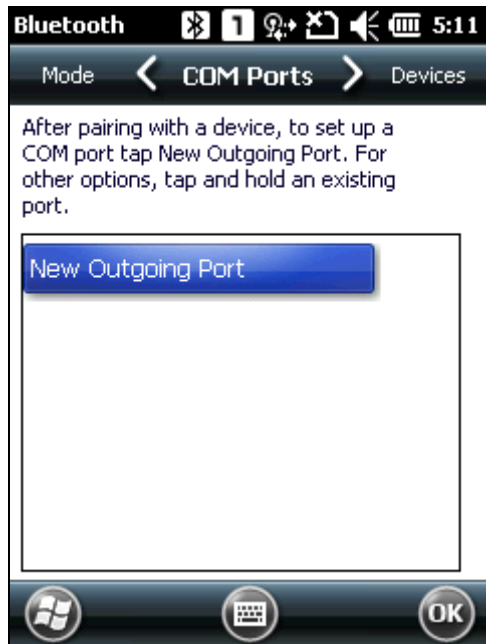 Bluetooth 1 5:11
Mode COM Ports Devices
After pairing with a device, to set up a
COM port tap New Outgoing Port. For
other options, tap and hold an existing
port.
New Outgoing Port
OK